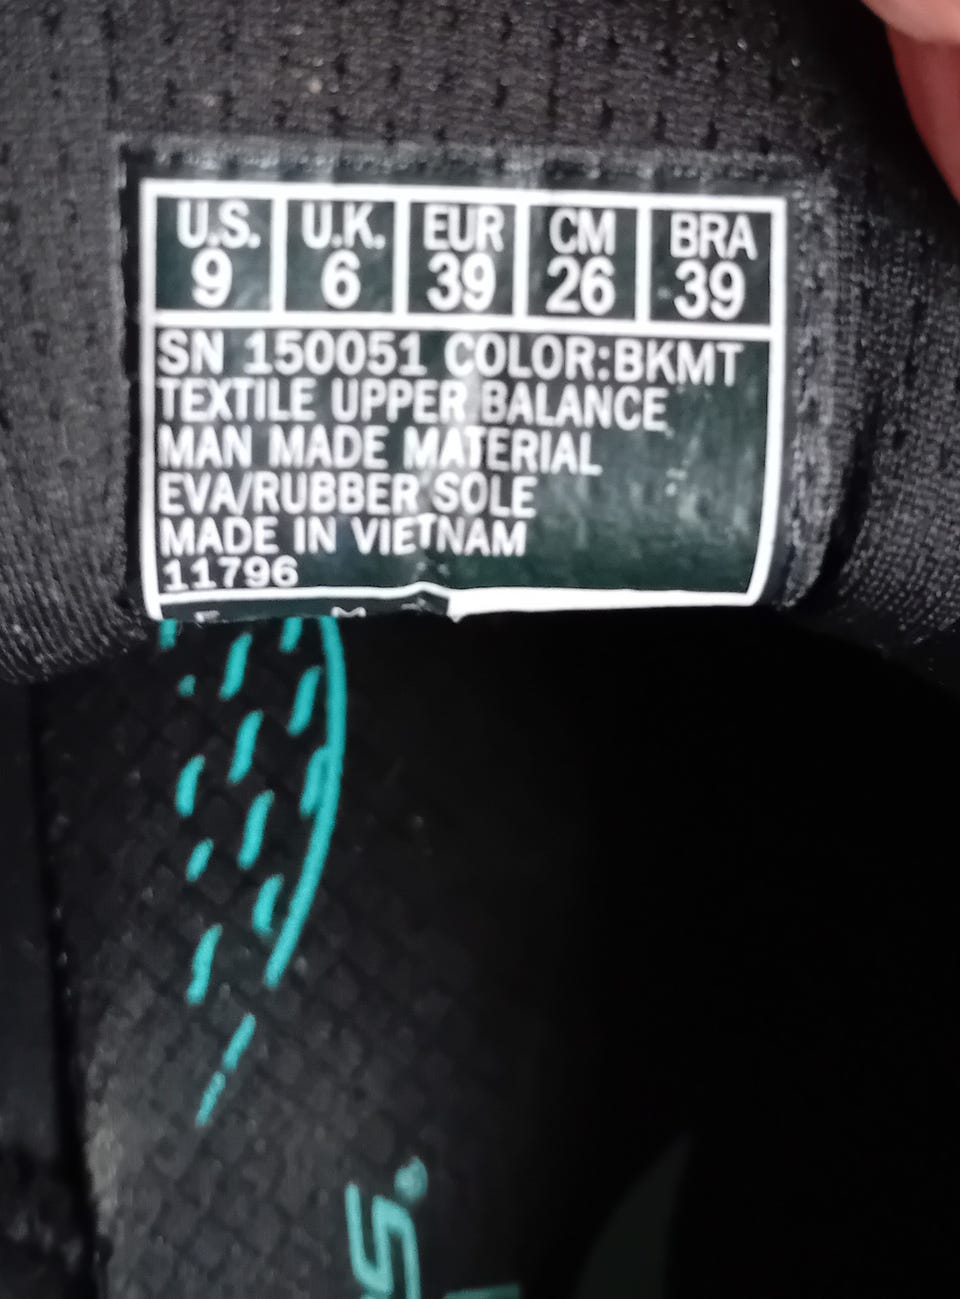 U.S. U.K. EUR CM BRA
9 6 39 26 39
SN 150051 COLOR:BKMT
TEXTILE UPPER BALANCE
MAN MADE MATERIAL
EVA/RUBBER SOLE
MADE IN VIETNAM
11796